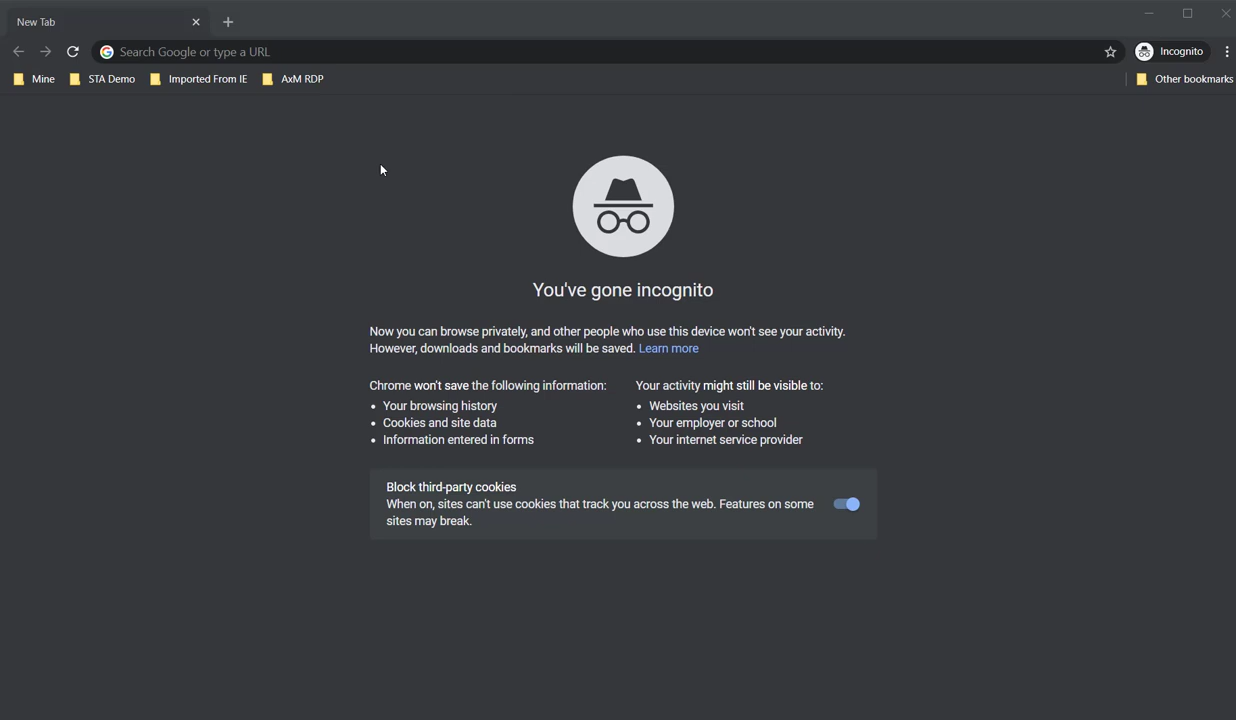 New Tab
Search Google or type a URL
Incognito
Mine STA Demo Imported From IE AxM RDP Other bookmarks
You've gone incognito
Now you can browse privately, and other people who use this device won't see your activity.
However, downloads and bookmarks will be saved. Learn more
Chrome won't save the following information:
• Your browsing history
• Cookies and site data
• Information entered in forms
Your activity might still be visible to:
• Websites you visit
• Your employer or school
• Your internet service provider
Block third-party cookies
When on, sites can't use cookies that track you across the web. Features on some
sites may break.